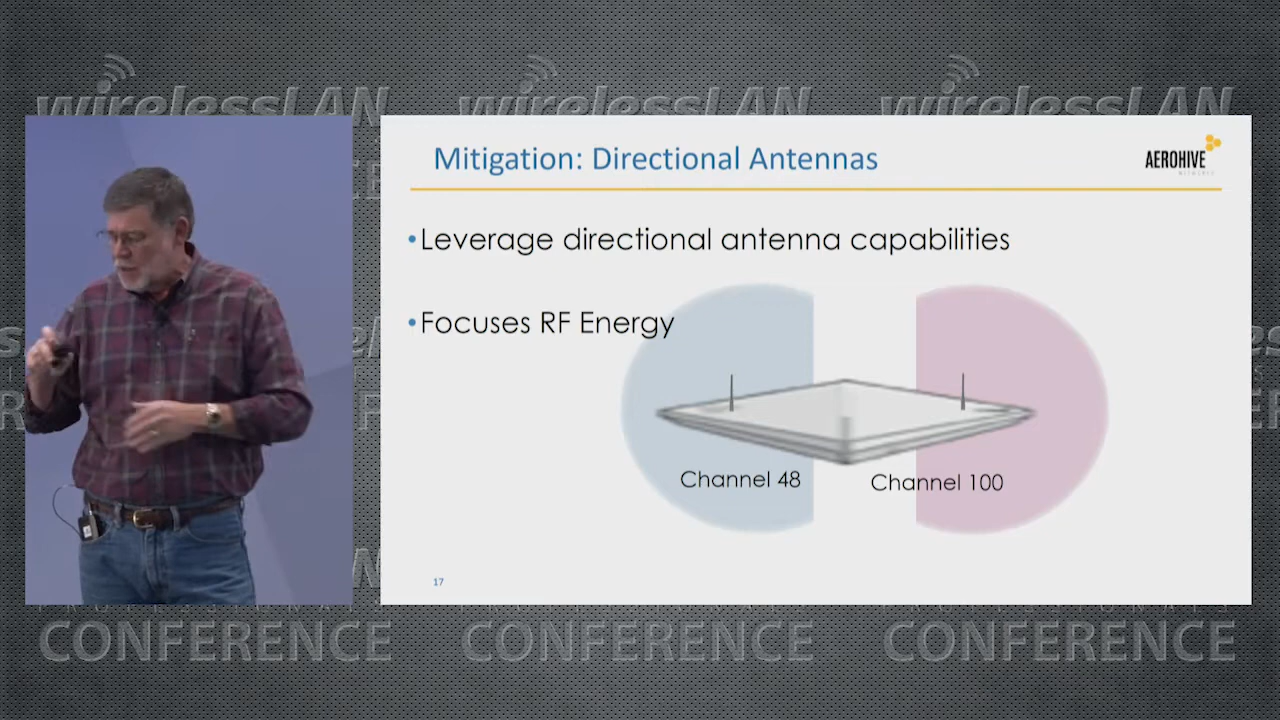 wirelessLAN wirelessLAN wirelessLAN
Mitigation: Directional Antennas
AEROHIVE
NETWORKS
•Leverage directional antenna capabilities
•Focuses RF Energy
Channel 48
Channel 100
17
CONFERENCE CONFERENCE CONFERENCE